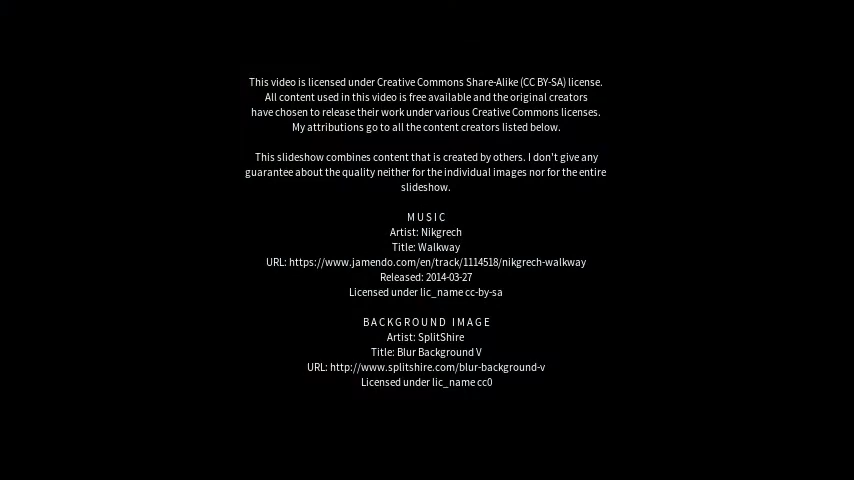 This video is licensed under Creative Commons Share-Alike (CC BY-SA) license.
All content used in this video is free available and the original creators
have chosen to release their work under various Creative Commons licenses.
My attributions go to all the content creators listed below.
This slideshow combines content that is created by others. I don't give any
guarantee about the quality neither for the individual images nor for the entire
slideshow.
MUSIC
Artist: Nikgrech
Title: Walkway
URL: https://www.jamendo.com/en/track/1114518/nikgrech-walkway
Released: 2014-03-27
Licensed under lic_name cc-by-sa
BACKGROUND IMAGE
Artist: SplitShire
Title: Blur Background V
URL: http://www.splitshire.com/blur-background-v
Licensed under lic_name cc0